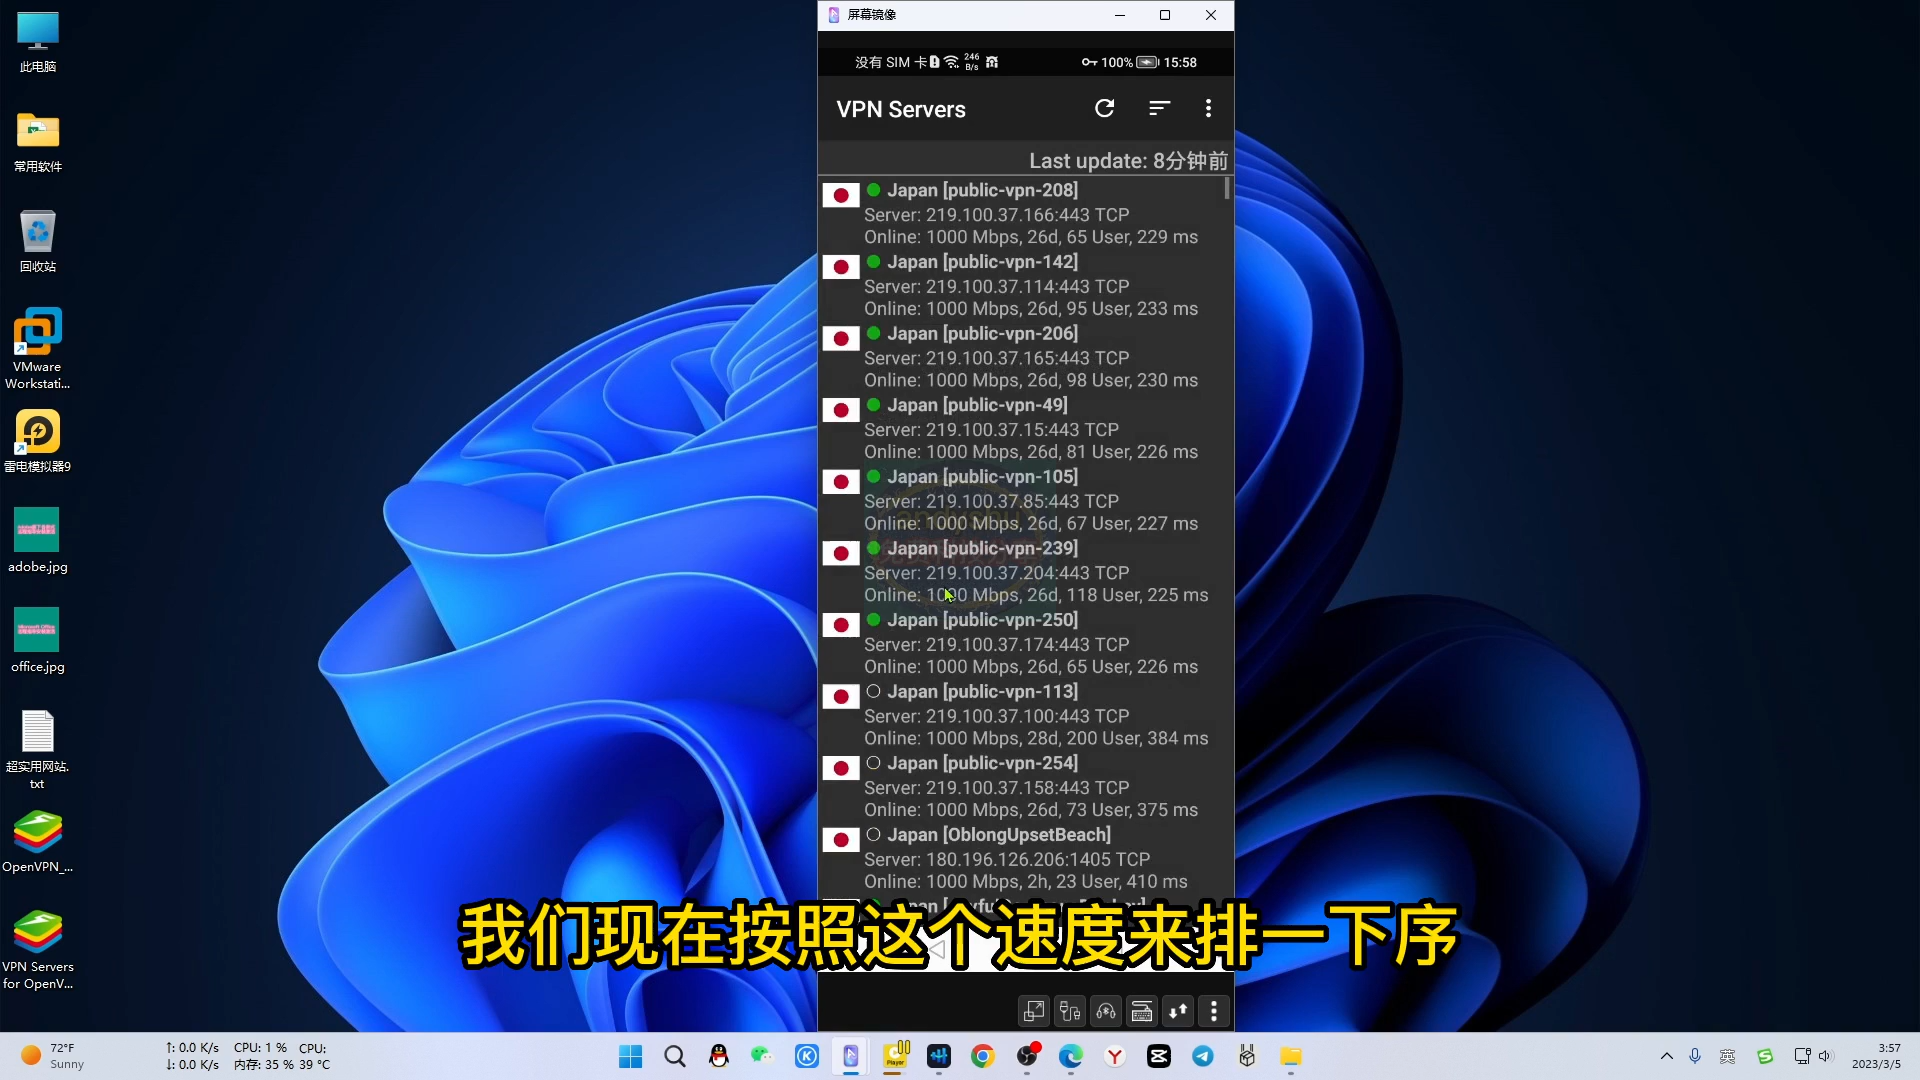 此电脑
常用软件
回收站
VMware
Workstati...
雷电模拟器9
adobe.jpg
office.jpg
超实用网站.
txt
OpenVPN_...
VPN Servers
for OpenV...
屏幕镜像
没有 SIM 卡 246 B/s 100% 15:58
VPN Servers
Last update: 8分钟前
Japan [public-vpn-208]
Server: 219.100.37.166:443 TCP
Online: 1000 Mbps, 26d, 65 User, 229 ms
Japan [public-vpn-142]
Server: 219.100.37.114:443 TCP
Online: 1000 Mbps, 26d, 95 User, 233 ms
Japan [public-vpn-206]
Server: 219.100.37.165:443 TCP
Online: 1000 Mbps, 26d, 98 User, 230 ms
Japan [public-vpn-49]
Server: 219.100.37.15:443 TCP
Online: 1000 Mbps, 26d, 81 User, 226 ms
Japan [public-vpn-105]
Server: 219.100.37.85:443 TCP
Online: 1000 Mbps, 26d, 67 User, 227 ms
Japan [public-vpn-239]
Server: 219.100.37.204:443 TCP
Online: 1000 Mbps, 26d, 118 User, 225 ms
Japan [public-vpn-250]
Server: 219.100.37.174:443 TCP
Online: 1000 Mbps, 26d, 65 User, 226 ms
Japan [public-vpn-113]
Server: 219.100.37.100:443 TCP
Online: 1000 Mbps, 28d, 200 User, 384 ms
Japan [public-vpn-254]
Server: 219.100.37.158:443 TCP
Online: 1000 Mbps, 26d, 73 User, 375 ms
Japan [OblongUpsetBeach]
Server: 180.196.126.206:1405 TCP
Online: 1000 Mbps, 2h, 23 User, 410 ms
我们现在按照这个速度来排一下序
72°F
Sunny
↑: 0.0 K/s CPU: 1 % CPU:
↓: 0.0 K/s 内存: 35 % 39 °C
英
3:57
2023/3/5